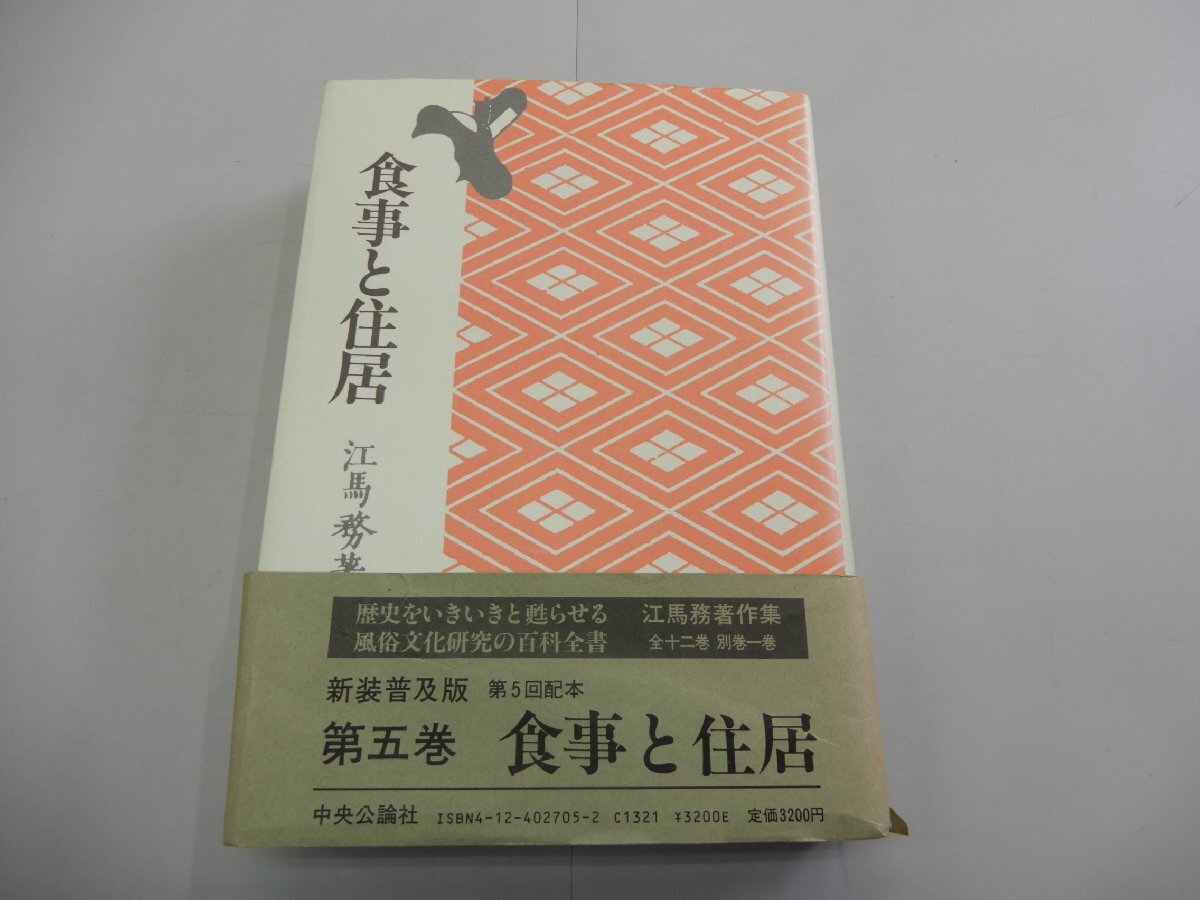 食事と住居
江馬務著
歴史をいきいきと甦らせる
風俗文化研究の百科全書
江馬務著作集
全十二巻 別巻一巻
新装普及版 第5回配本
第五巻 食事と住居
中央公論社 ISBN4-12-402705-2 C1321 ¥3200E 定価3200円